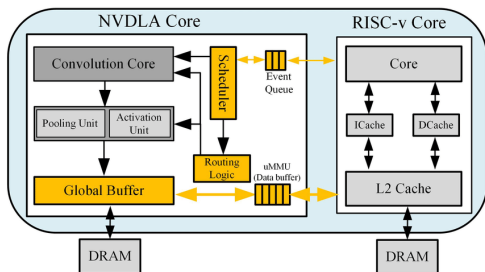 NVDLA Core
RISC-v Core
Convolution Core
Scheduler
Event
Queue
Core
Pooling Unit
Activation
Unit
ICache
DCache
Routing
Logic
uMMU
(Data buffer)
Global Buffer
L2 Cache
DRAM
DRAM